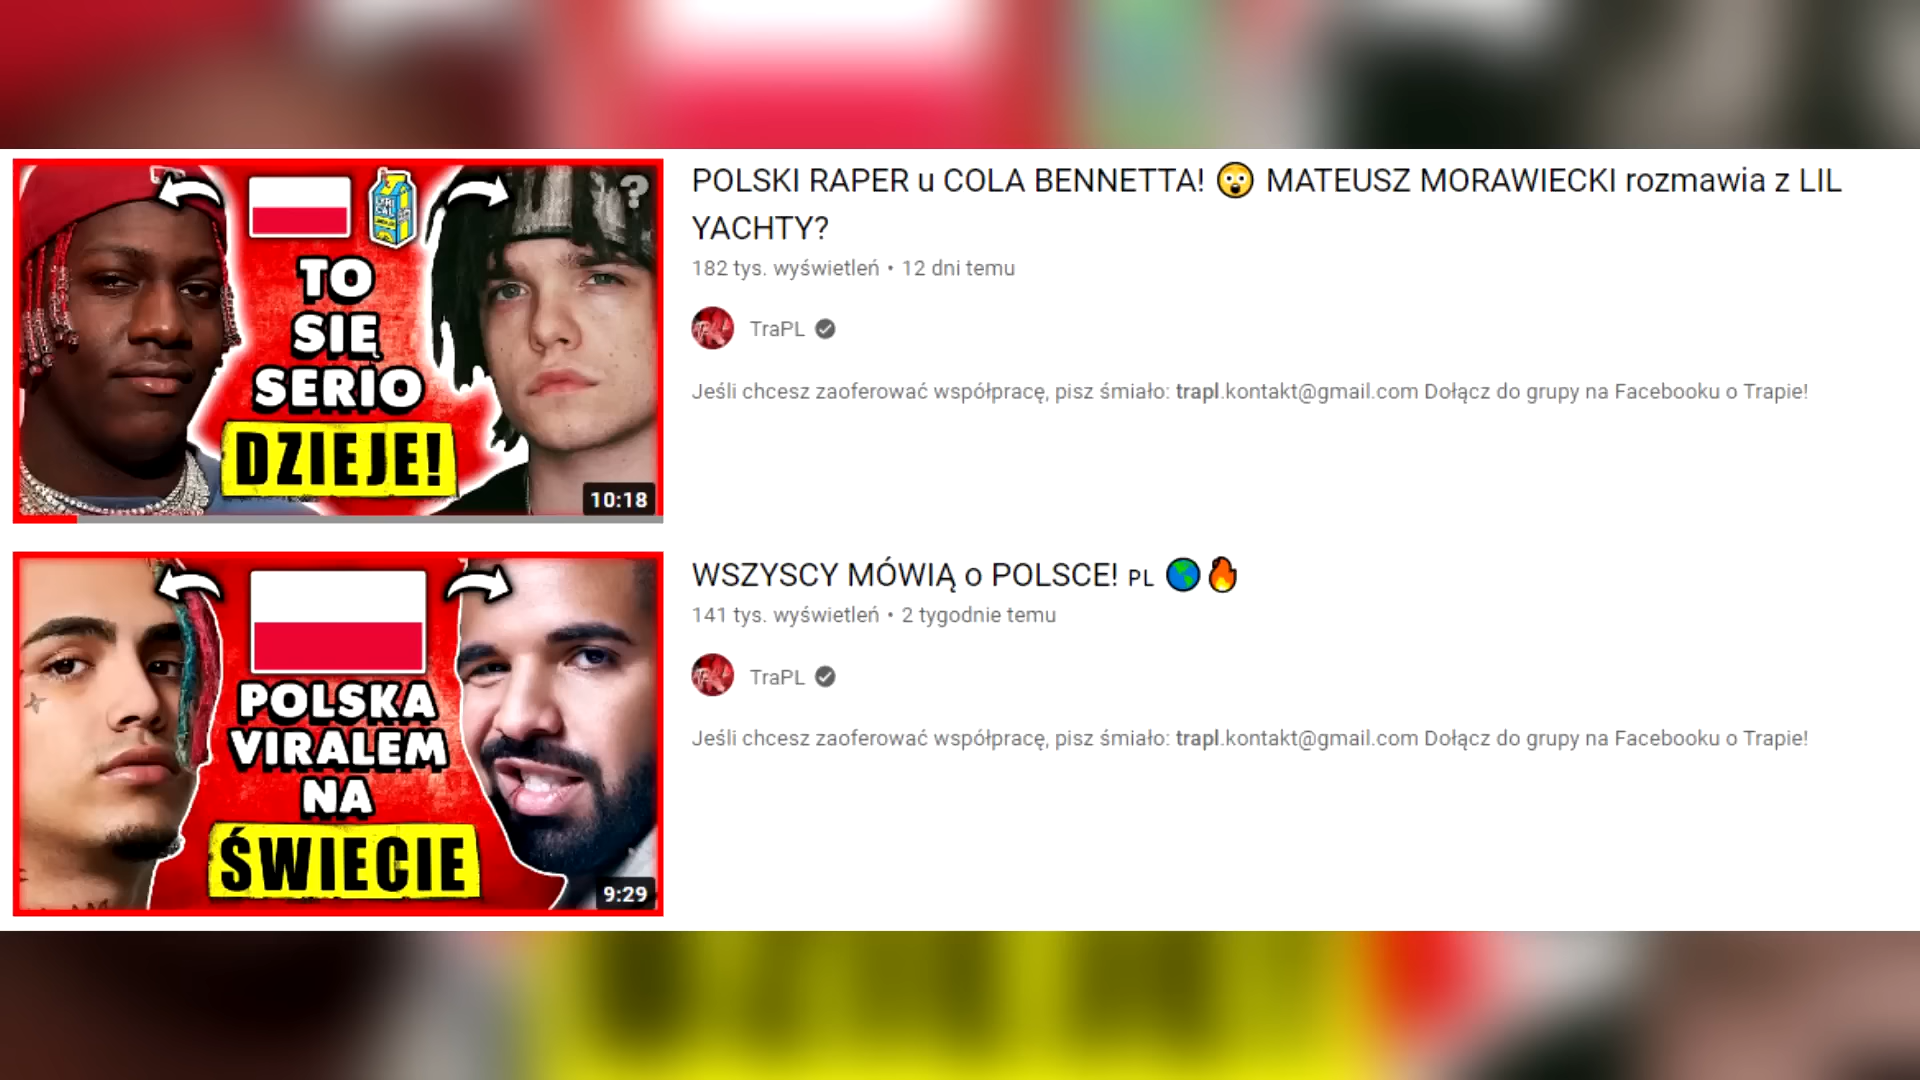 TO
SIĘ
SERIO
DZIEJE!
10:18
POLSKI RAPER u COLA BENNETTA! 😲 MATEUSZ MORAWIECKI rozmawia z LIL
YACHTY?
182 tys. wyświetleń • 12 dni temu
TraPL
Jeśli chcesz zaoferować współpracę, pisz śmiało: trapl.kontakt@gmail.com Dołącz do grupy na Facebooku o Trapie!
POLSKA
VIRALEM
NA
ŚWIECIE
9:29
WSZYSCY MÓWIĄ o POLSCE! PL 🌎🔥
141 tys. wyświetleń • 2 tygodnie temu
TraPL
Jeśli chcesz zaoferować współpracę, pisz śmiało: trapl.kontakt@gmail.com Dołącz do grupy na Facebooku o Trapie!